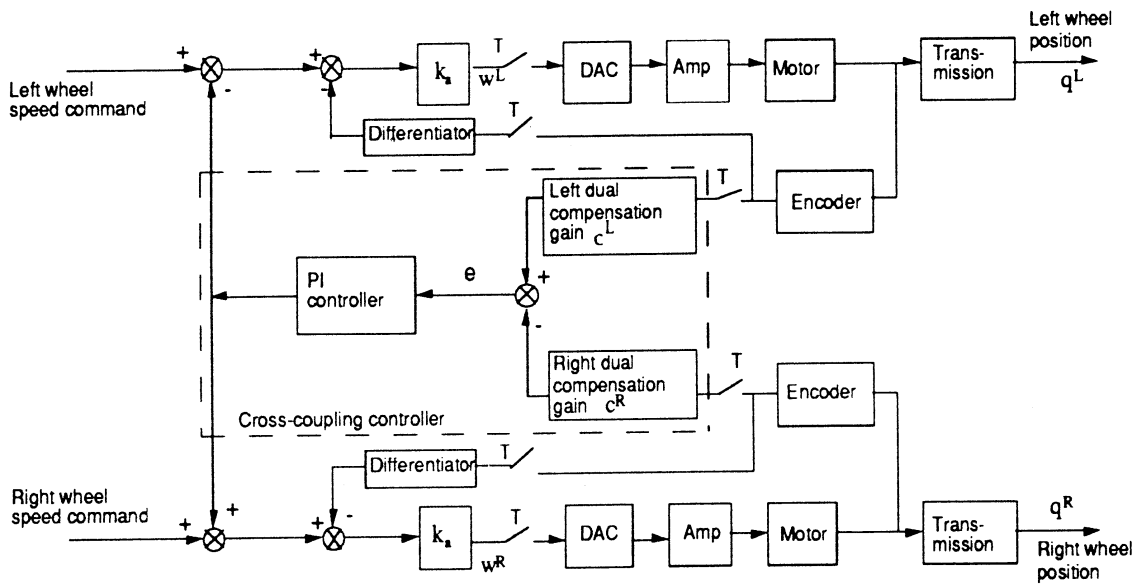 Left wheel
position
+
+
T
k_a
w^L
DAC
Amp
Motor
Trans-
mission
q^L
-
-
Left wheel
speed command
T
Differentiator
Left dual
compensation
gain c^L
T
Encoder
PI
controller
e
+
-
Right dual
compensation
gain c^R
T
Encoder
Cross-coupling controller
Differentiator
T
Right wheel
speed command
+
+
+
-
k_a
T
w^R
DAC
Amp
Motor
Trans-
mission
q^R
Right wheel
position